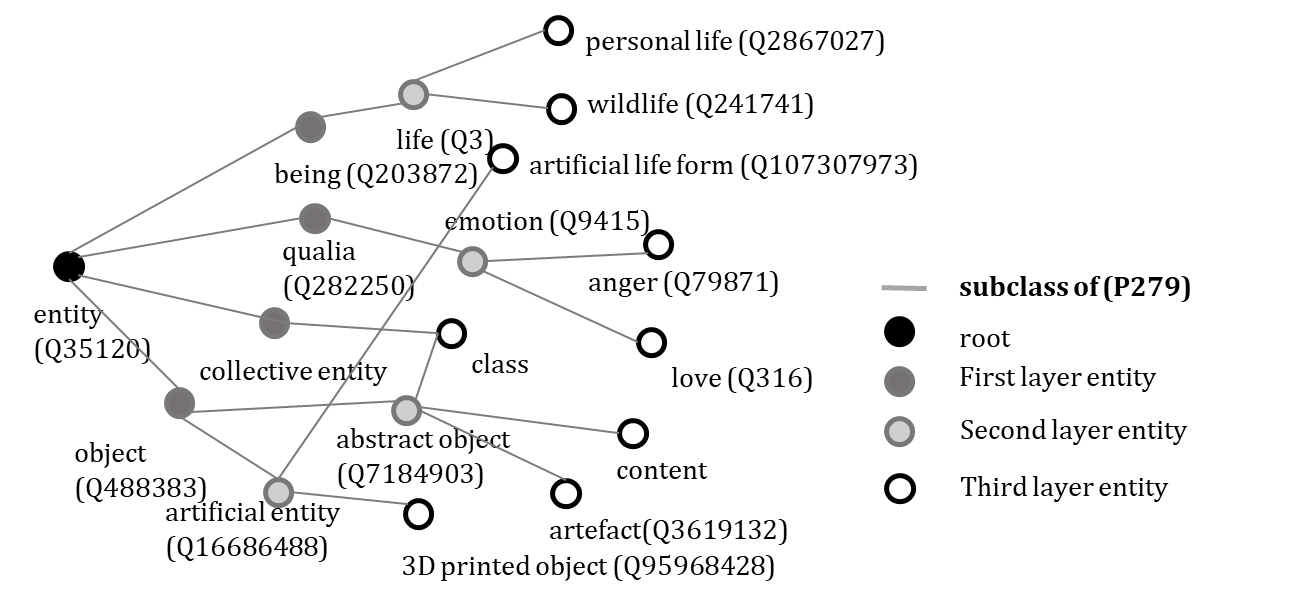 personal life (Q2867027)
wildlife (Q241741)
life (Q3)
artificial life form (Q107307973)
being (Q203872)
emotion (Q9415)
qualia
(Q282250)
anger (Q79871)
entity
(Q35120)
collective entity
class
love (Q316)
abstract object
(Q7184903)
object
(Q488383)
content
artificial entity
(Q16686488)
artefact(Q3619132)
3D printed object (Q95968428)
subclass of (P279)
root
First layer entity
Second layer entity
Third layer entity